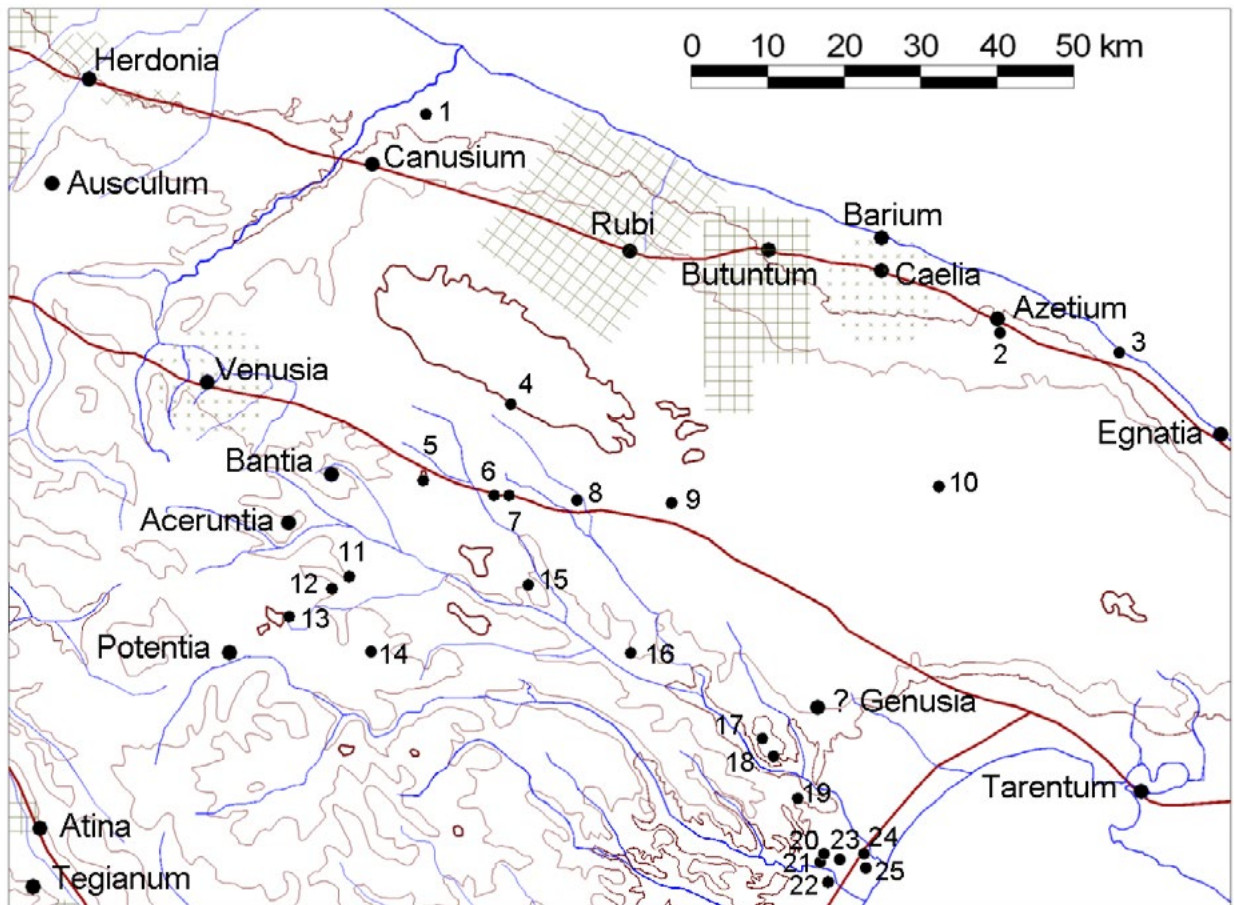 0 10 20 30 40 50 km
Herdonia
1
Canusium
Ausculum
Barium
Rubi
Butuntum
Caelia
Azetium
2
3
Venusia
4
Egnatia
Bantia
5
6
7
8
9
10
Aceruntia
11
12
13
14
15
16
Potentia
? Genusia
17
18
19
Tarentum
Atina
20
23
24
21
25
22
Tegianum